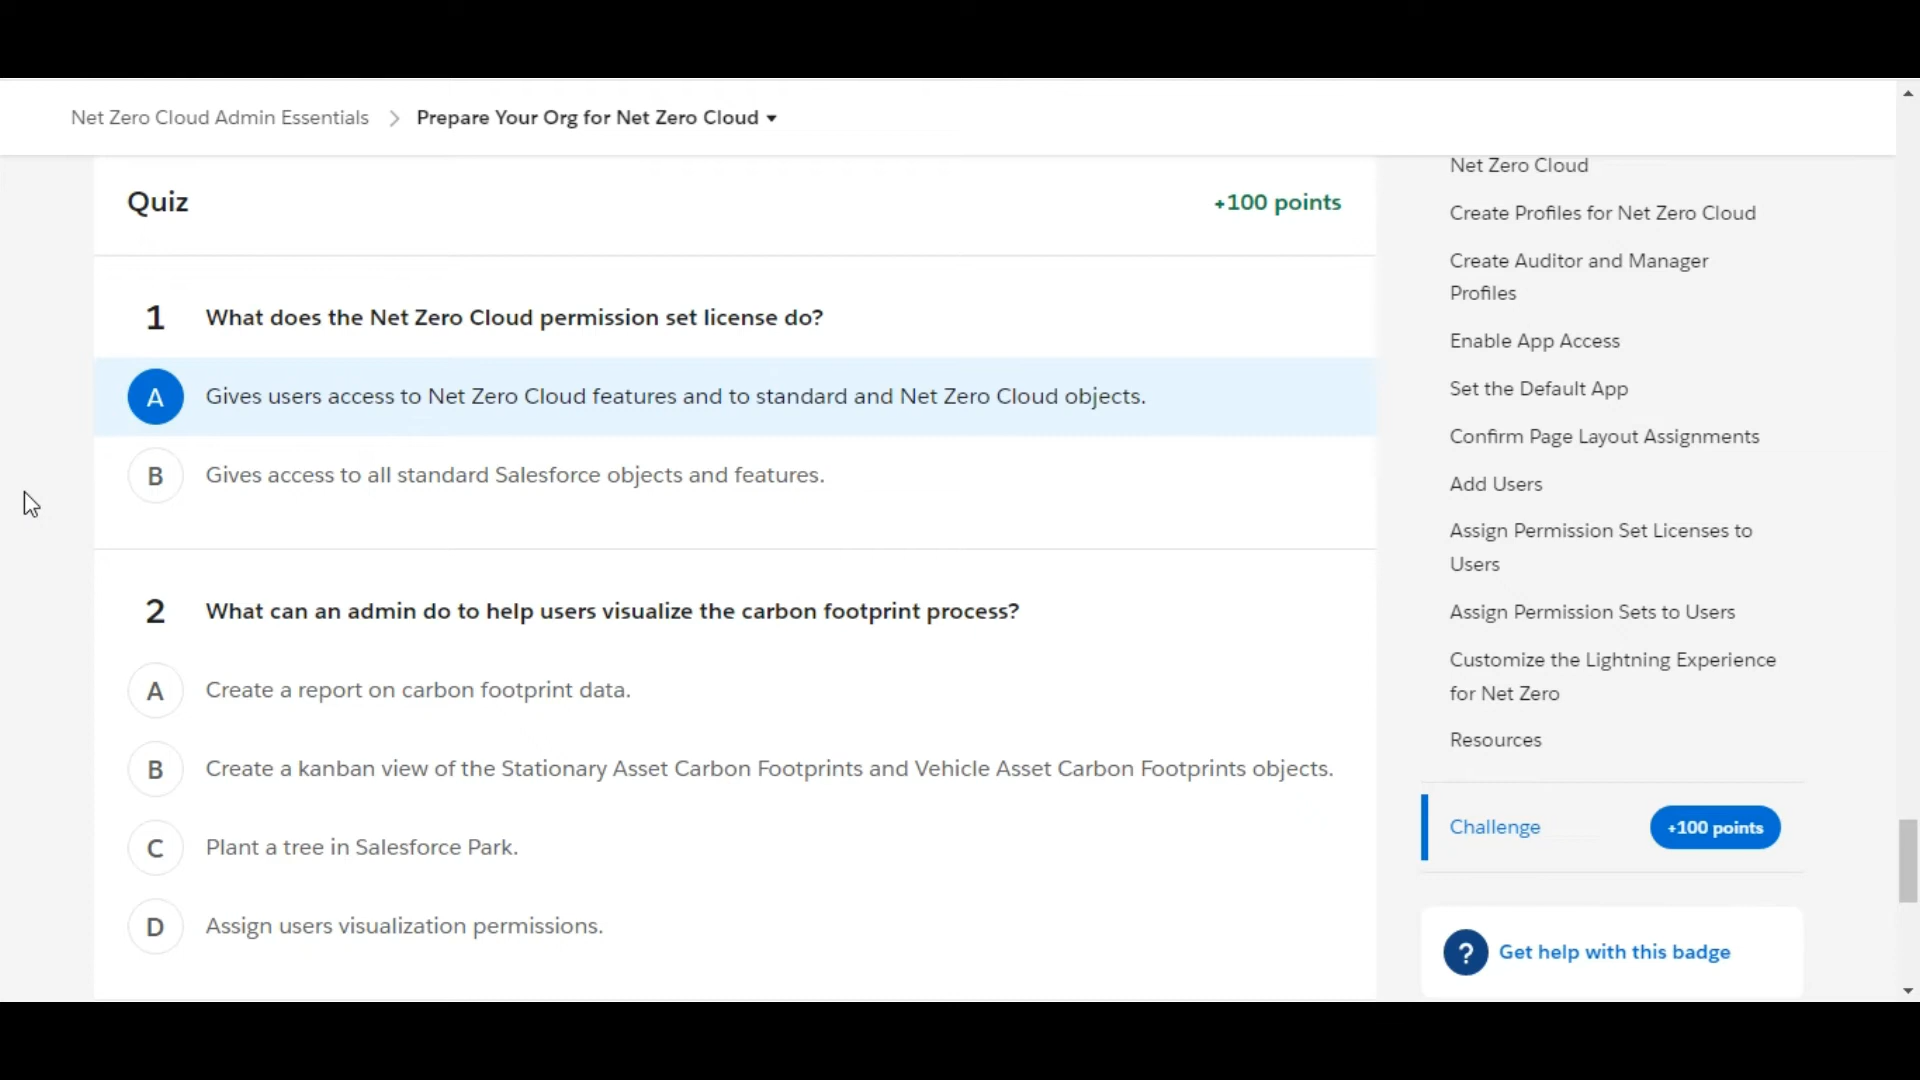 Net Zero Cloud Admin Essentials > Prepare Your Org for Net Zero Cloud
Quiz
+100 points
1 What does the Net Zero Cloud permission set license do?
A Gives users access to Net Zero Cloud features and to standard and Net Zero Cloud objects.
B Gives access to all standard Salesforce objects and features.
2 What can an admin do to help users visualize the carbon footprint process?
A Create a report on carbon footprint data.
B Create a kanban view of the Stationary Asset Carbon Footprints and Vehicle Asset Carbon Footprints objects.
C Plant a tree in Salesforce Park.
D Assign users visualization permissions.
Net Zero Cloud
Create Profiles for Net Zero Cloud
Create Auditor and Manager
Profiles
Enable App Access
Set the Default App
Confirm Page Layout Assignments
Add Users
Assign Permission Set Licenses to
Users
Assign Permission Sets to Users
Customize the Lightning Experience
for Net Zero
Resources
Challenge +100 points
? Get help with this badge